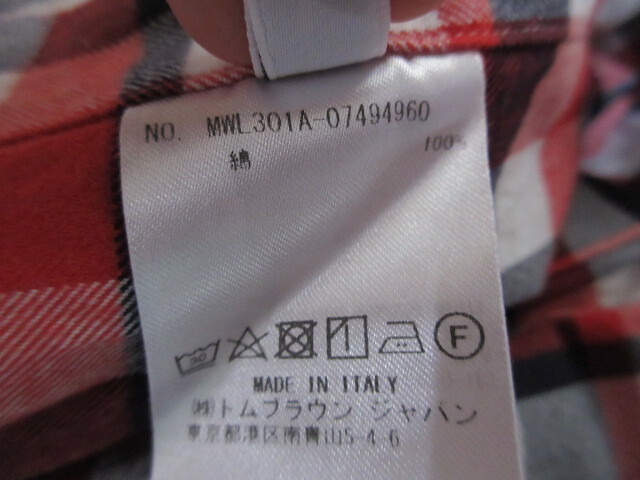 NO. MWL301A-07494960
綿 100%
30
F
MADE IN ITALY
㈱トムブラウン ジャパン
東京都港区南青山5-4-6